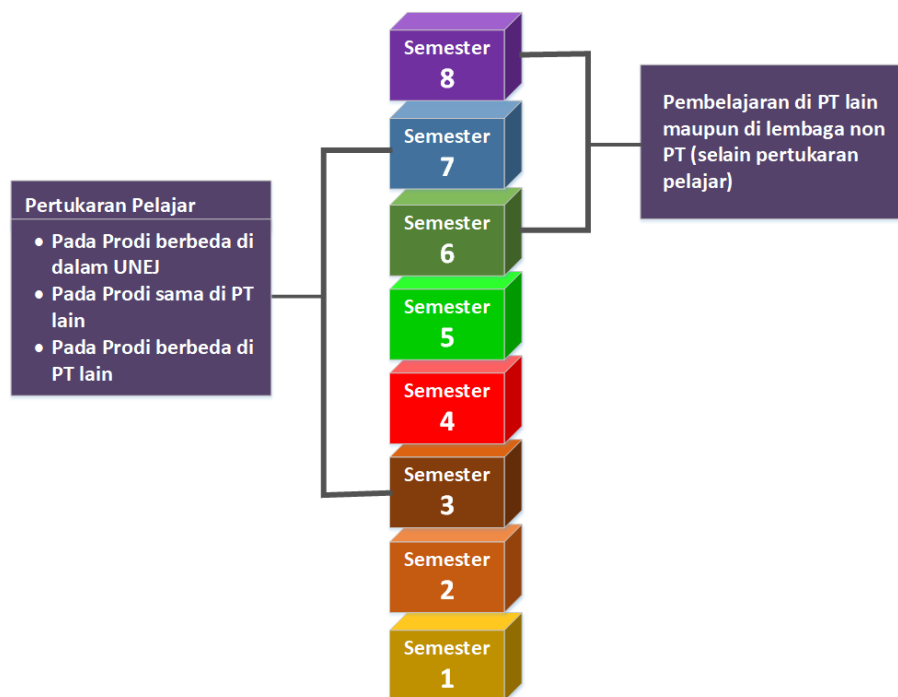 Semester
8
Pembelajaran di PT lain
maupun di lembaga non
PT (selain pertukaran
pelajar)
Semester
7
Pertukaran Pelajar
• Pada Prodi berbeda di
dalam UNEJ
• Pada Prodi sama di PT
lain
• Pada Prodi berbeda di
PT lain
Semester
6
Semester
5
Semester
4
Semester
3
Semester
2
Semester
1